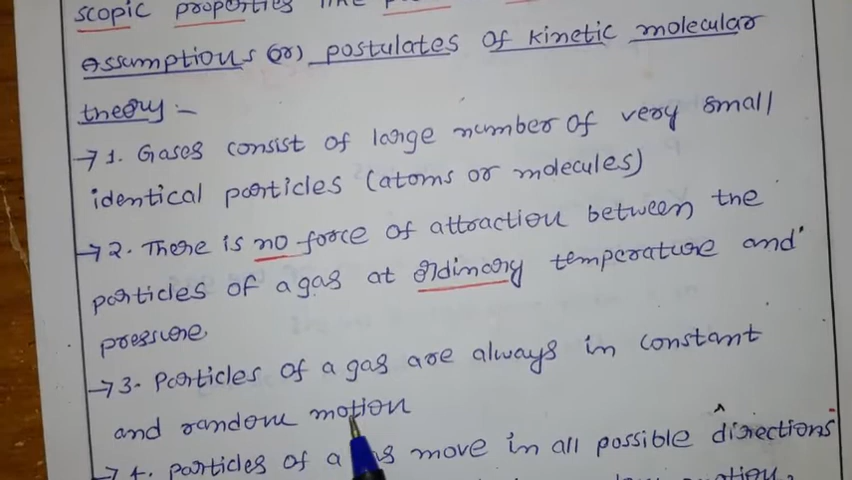 scopic properties like
Assumptions (or) postulates of kinetic molecular
theory -
→ 1. Gases consist of large number of very small
identical particles (atoms or molecules)
→ 2. There is no force of attraction between the
particles of a gas at ordinary temperature and
pressure
→ 3. Particles of a gas are always in constant
and random motion
→ 4. particles of a gas move in all possible directions
motion.